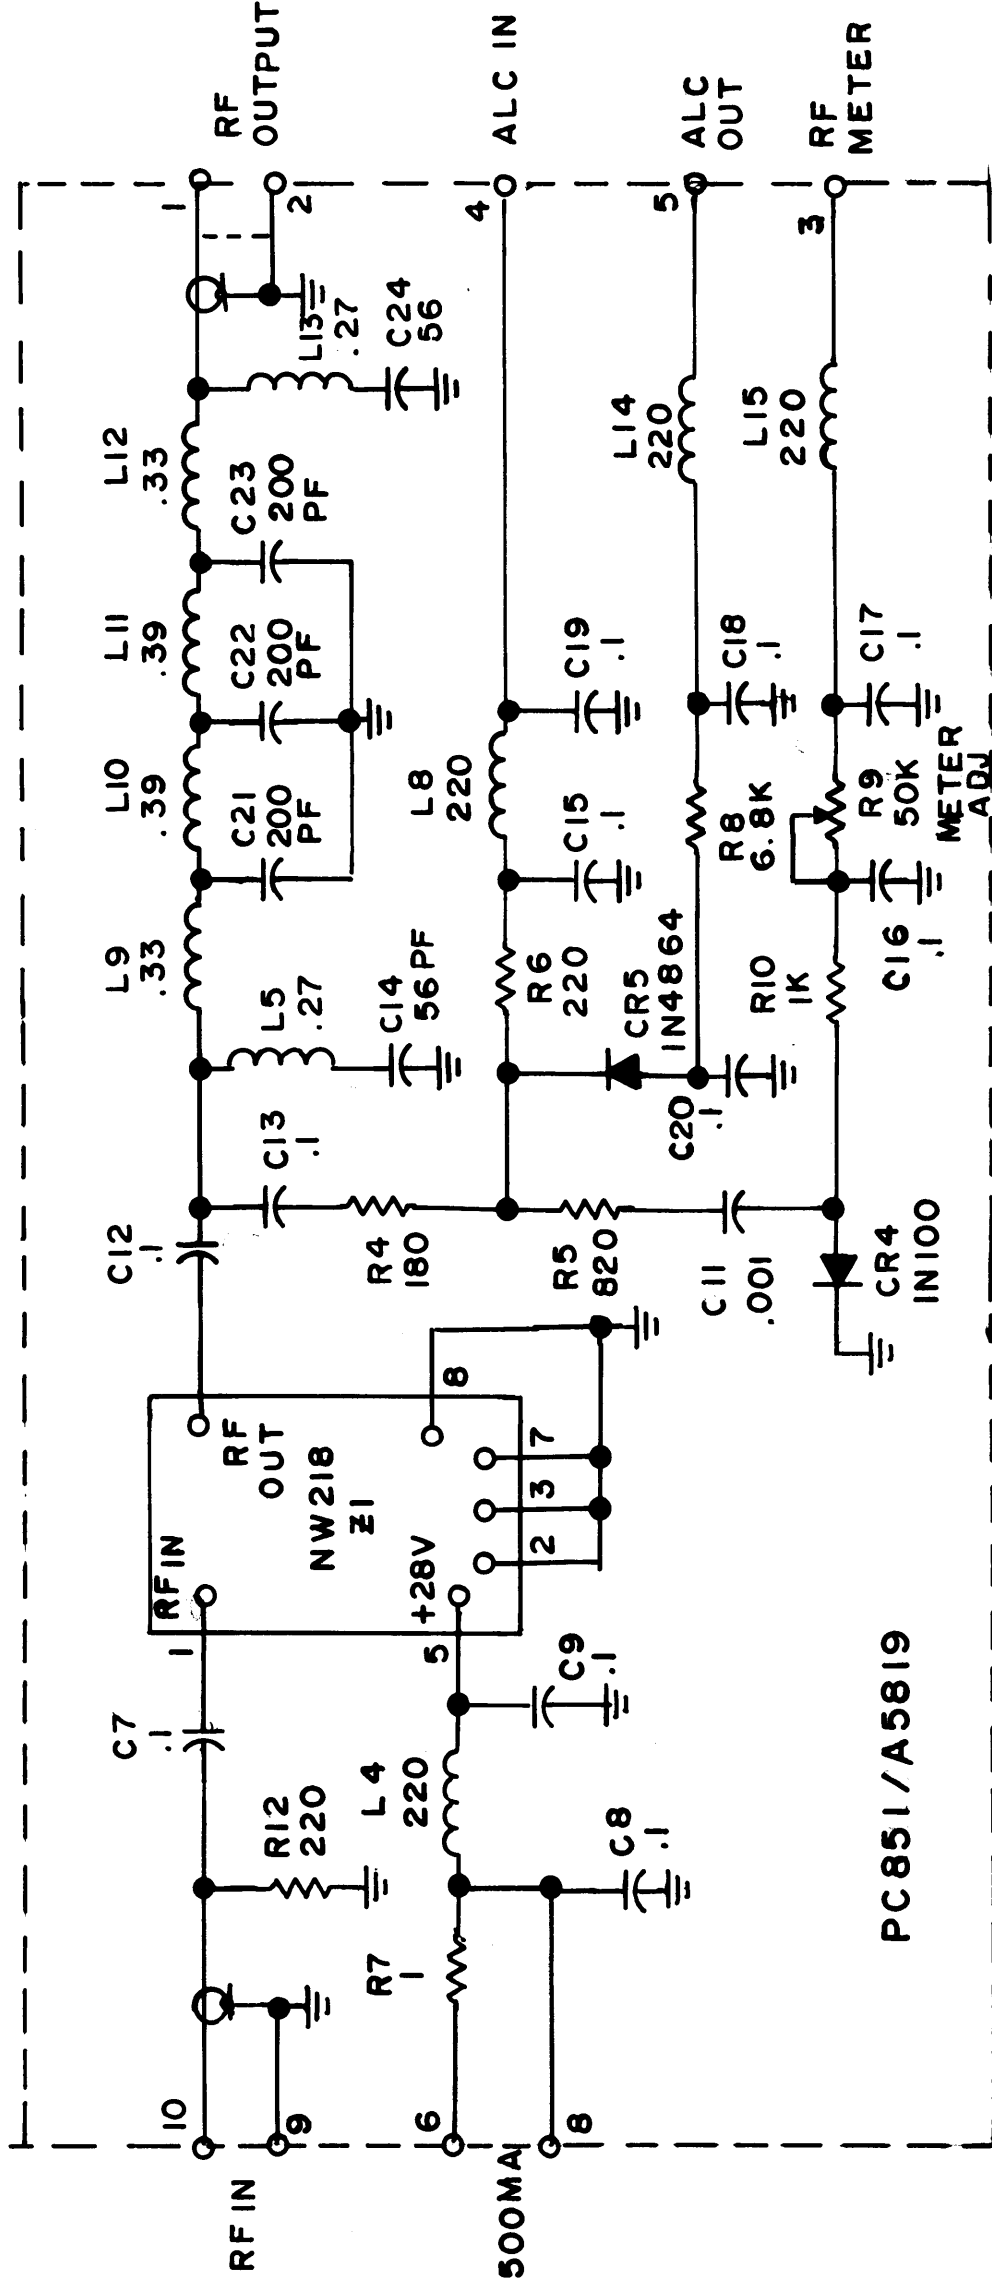 RF IN
10
9
6
8
500MA
C7
.1
R12
220
R7
1
L4
220
C8
.1
C9
.1
1
RF IN
5
+28V
NW218
Z1
RF
OUT
2
3
7
8
C12
.1
C13
.1
R4
180
R5
820
C11
.001
CR4
1N100
L5
.27
C14
56PF
L9
.33
L10
.39
L11
.39
L12
.33
C21
200
PF
C22
200
PF
C23
200
PF
L13
.27
C24
56
R6
220
L8
220
C15
.1
C19
.1
CR5
1N4864
C20
.1
R8
6.8K
C18
.1
L14
220
R10
1K
C16
.1
R9
50K
METER
ADJ
C17
.1
L15
220
1
RF
OUTPUT
2
4
ALC IN
5
ALC
OUT
3
RF
METER
PC851/A5819